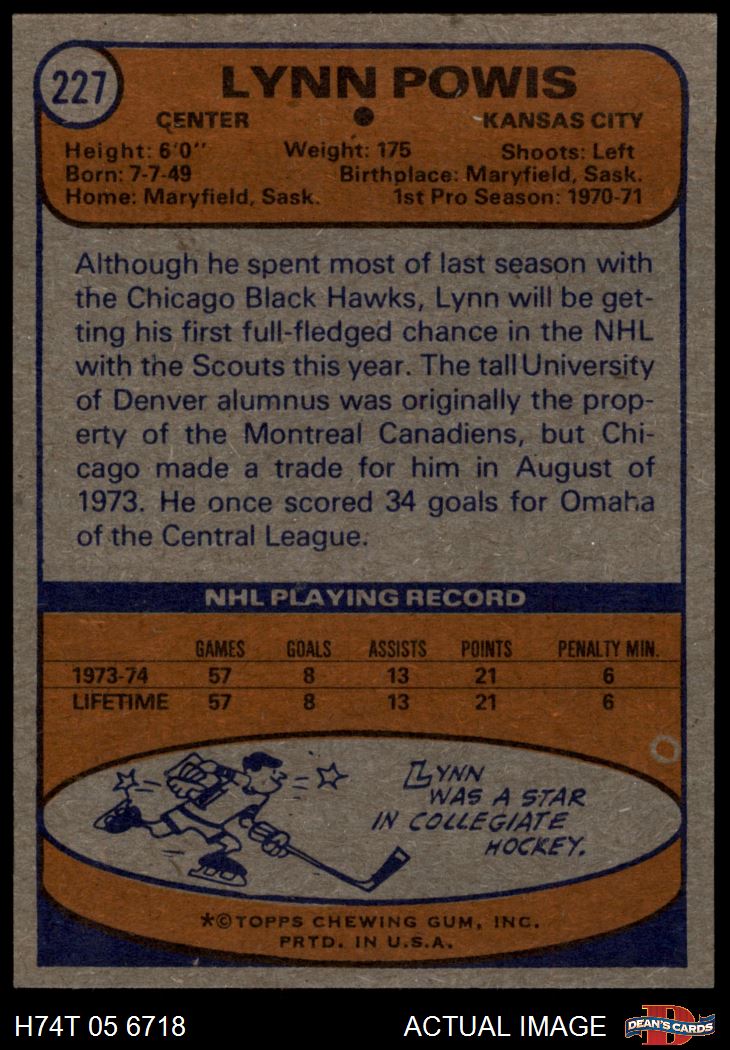 227
LYNN POWIS
CENTER • KANSAS CITY
Height: 6'0" Weight: 175 Shoots: Left
Born: 7-7-49 Birthplace: Maryfield, Sask.
Home: Maryfield, Sask. 1st Pro Season: 1970-71
Although he spent most of last season with
the Chicago Black Hawks, Lynn will be get-
ting his first full-fledged chance in the NHL
with the Scouts this year. The tall University
of Denver alumnus was originally the prop-
erty of the Montreal Canadiens, but Chi-
cago made a trade for him in August of
1973. He once scored 34 goals for Omaha
of the Central League.
NHL PLAYING RECORD
GAMES GOALS ASSISTS POINTS PENALTY MIN.
1973-74 57 8 13 21 6
LIFETIME 57 8 13 21 6
LYNN
WAS A STAR
IN COLLEGIATE
HOCKEY.
*©TOPPS CHEWING GUM, INC.
PRTD. IN U.S.A.
H74T 05 6718 ACTUAL IMAGE D DEAN'S CARDS